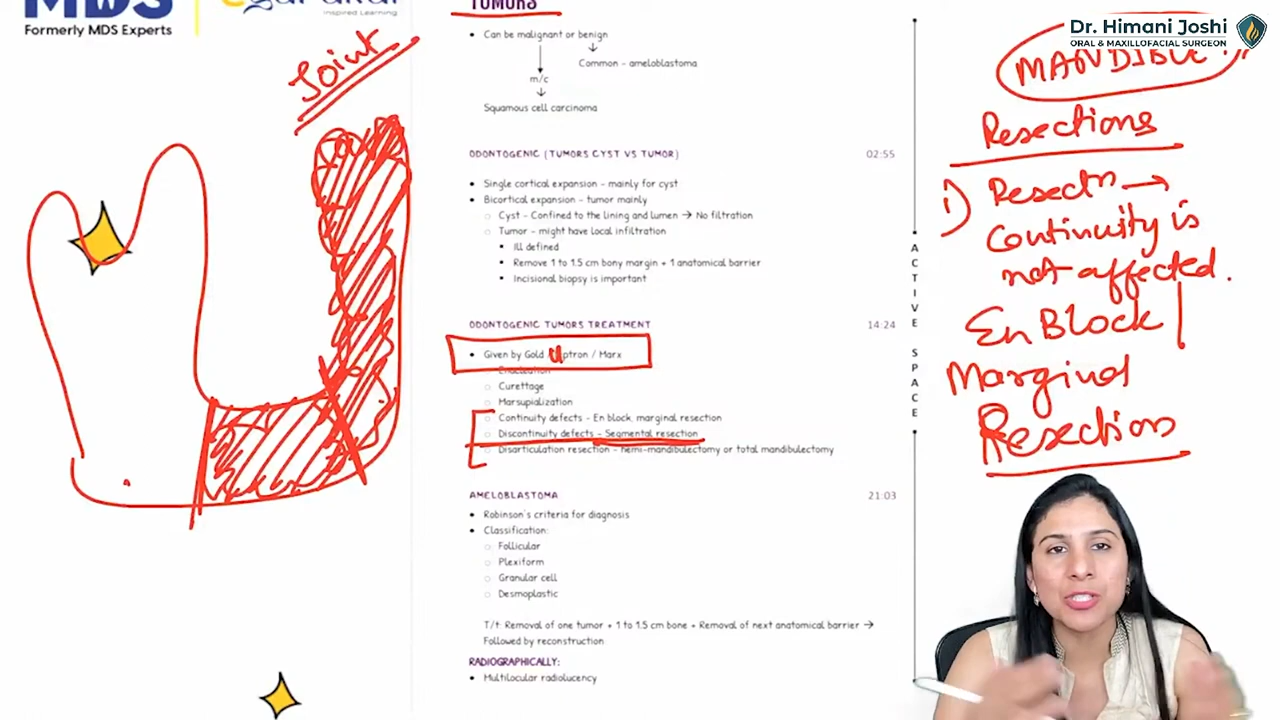 MDS
Formerly MDS Experts
Inspired Learning
Joint
TUMORS
Can be malignant or benign
Common - ameloblastoma
m/c
Squamous cell carcinoma
ODONTOGENIC (TUMORS CYST VS TUMOR) 02:55
Single cortical expansion - mainly for cyst
Bicortical expansion - tumor mainly
Cyst - Confined to the lining and lumen → No filtration
Tumor - might have local infiltration
Ill defined
Remove 1 to 1.5 cm bony margin + 1 anatomical barrier
Incisional biopsy is important
ODONTOGENIC TUMORS TREATMENT 14:24
Given by Gold / ptron / Marx
Enucleation
Curettage
Marsupialization
Continuity defects - En block, marginal resection
Discontinuity defects - Segmental resection
Disarticulation resection - hemi-mandibulectomy or total mandibulectomy
AMELOBLASTOMA 21:03
Robinson's criteria for diagnosis
Classification:
Follicular
Plexiform
Granular cell
Desmoplastic
T/t: Removal of one tumor + 1 to 1.5 cm bone + Removal of next anatomical barrier →
Followed by reconstruction
RADIOGRAPHICALLY:
Multilocular radiolucency
ACTIVE SPACE
Dr. Himani Joshi
ORAL & MAXILLOFACIAL SURGEON
MANDIBLE
Resections
i) Resectn →
Continuity is
not affected.
En Block
Marginal
Resection